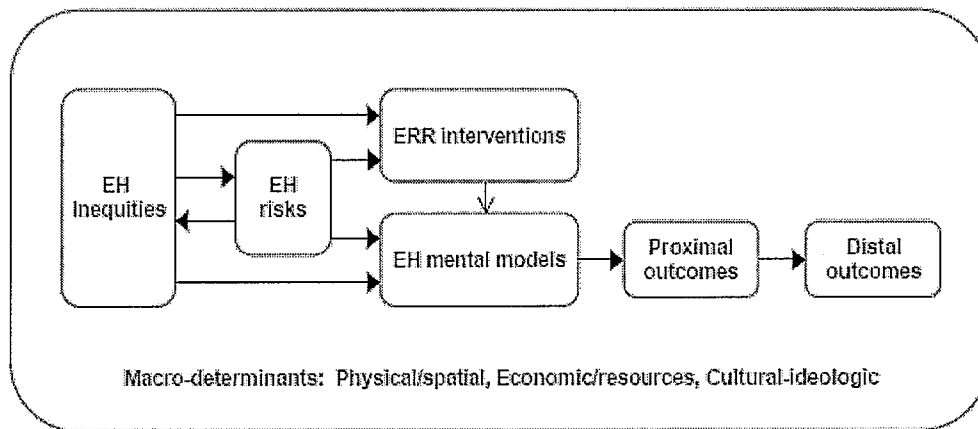 ERR interventions
EH
Inequities
EH
risks
EH mental models
Proximal
outcomes
Distal
outcomes
Macro-determinants: Physical/spatial, Economic/resources, Cultural-ideologic